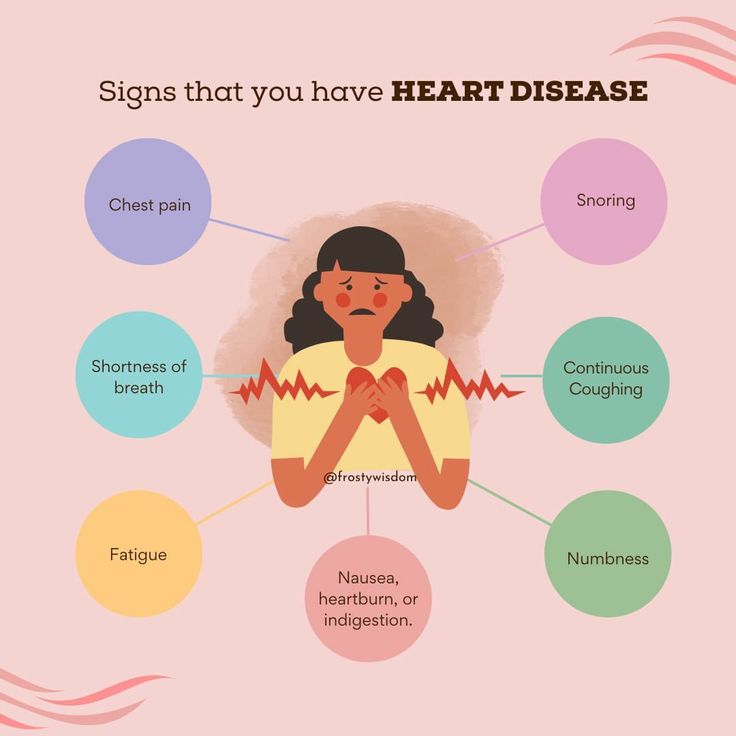 Signs that you have HEART DISEASE
Chest pain
Snoring
Shortness of
breath
Continuous
Coughing
@frostywisdom
Fatigue
Numbness
Nausea,
heartburn, or
indigestion.